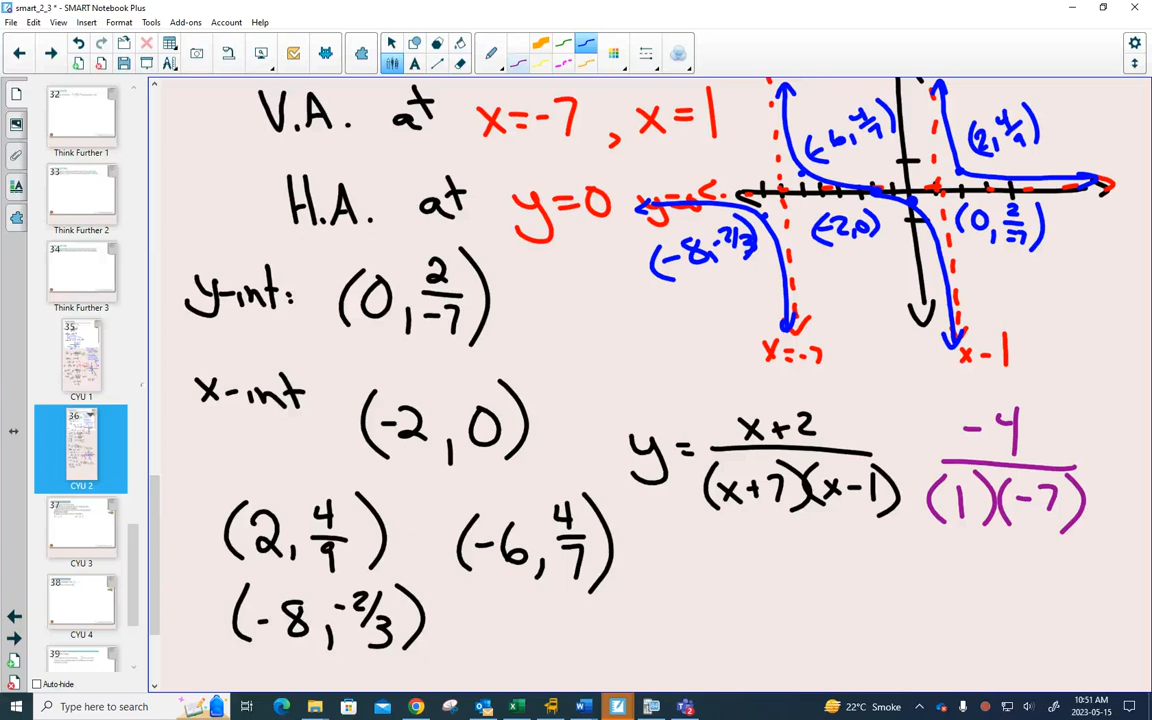 smart_2_3 * - SMART Notebook Plus
File Edit View Insert Format Tools Add-ons Account Help
32
Think Further 1
33
Think Further 2
34
Think Further 3
35
CYU 1
36
CYU 2
37
CYU 3
38
CYU 4
39
Auto-hide
V.A. at x=-7 , x=1
H.A. at y=0
y=
y-int: (0, 2/-7)
x-int (-2, 0)
(2, 4/9) (-6, 4/7)
(-8, -2/3)
(-6, 4/7) (2, 4/9)
(-8, -2/3) (-2,0) (0, 2/-7)
x=-7 x-1
y= x+2/(x+7)(x-1) -4/(1)(-7)
Type here to search
22°C Smoke
10:51 AM
2023-05-15